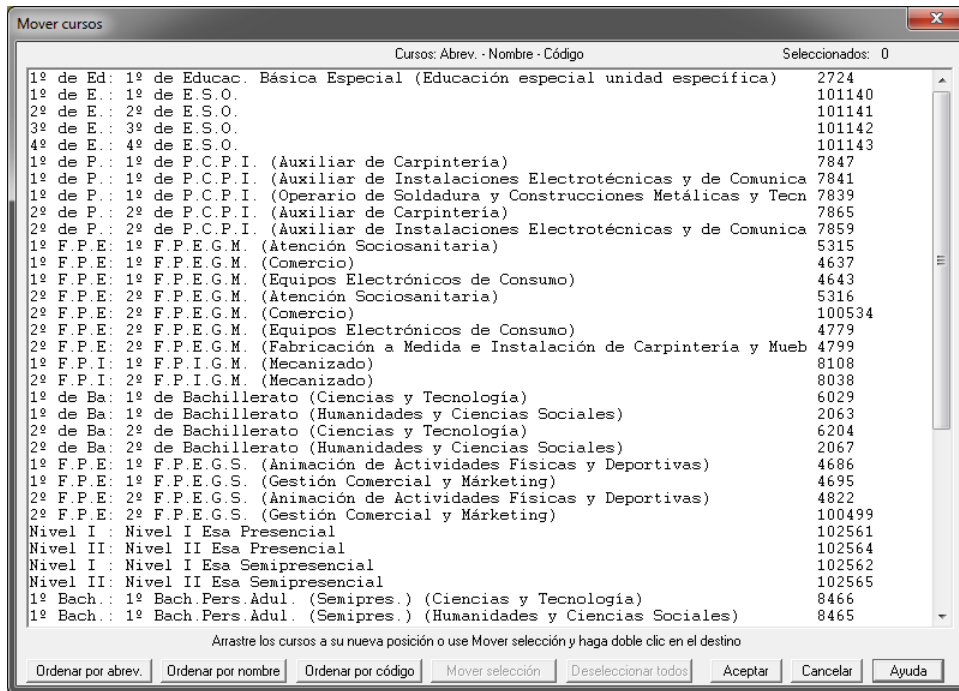 Mover cursos
Cursos: Abrev. - Nombre - Código Seleccionados: 0
1º de Ed: 1º de Educac. Básica Especial (Educación especial unidad específica) 2724
1º de E.: 1º de E.S.O. 101140
2º de E.: 2º de E.S.O. 101141
3º de E.: 3º de E.S.O. 101142
4º de E.: 4º de E.S.O. 101143
1º de P.: 1º de P.C.P.I. (Auxiliar de Carpintería) 7847
1º de P.: 1º de P.C.P.I. (Auxiliar de Instalaciones Electrotécnicas y de Comunica 7841
1º de P.: 1º de P.C.P.I. (Operario de Soldadura y Construcciones Metálicas y Tecn 7839
2º de P.: 2º de P.C.P.I. (Auxiliar de Carpintería) 7865
2º de P.: 2º de P.C.P.I. (Auxiliar de Instalaciones Electrotécnicas y de Comunica 7859
1º F.P.E: 1º F.P.E.G.M. (Atención Sociosanitaria) 5315
1º F.P.E: 1º F.P.E.G.M. (Comercio) 4637
1º F.P.E: 1º F.P.E.G.M. (Equipos Electrónicos de Consumo) 4643
2º F.P.E: 2º F.P.E.G.M. (Atención Sociosanitaria) 5316
2º F.P.E: 2º F.P.E.G.M. (Comercio) 100534
2º F.P.E: 2º F.P.E.G.M. (Equipos Electrónicos de Consumo) 4779
2º F.P.E: 2º F.P.E.G.M. (Fabricación a Medida e Instalación de Carpintería y Mueb 4799
1º F.P.I: 1º F.P.I.G.M. (Mecanizado) 8108
2º F.P.I: 2º F.P.I.G.M. (Mecanizado) 8038
1º de Ba: 1º de Bachillerato (Ciencias y Tecnología) 6029
1º de Ba: 1º de Bachillerato (Humanidades y Ciencias Sociales) 2063
2º de Ba: 2º de Bachillerato (Ciencias y Tecnología) 6204
2º de Ba: 2º de Bachillerato (Humanidades y Ciencias Sociales) 2067
1º F.P.E: 1º F.P.E.G.S. (Animación de Actividades Físicas y Deportivas) 4686
1º F.P.E: 1º F.P.E.G.S. (Gestión Comercial y Márketing) 4695
2º F.P.E: 2º F.P.E.G.S. (Animación de Actividades Físicas y Deportivas) 4822
2º F.P.E: 2º F.P.E.G.S. (Gestión Comercial y Márketing) 100499
Nivel I : Nivel I Esa Presencial 102561
Nivel II: Nivel II Esa Presencial 102564
Nivel I : Nivel I Esa Semipresencial 102562
Nivel II: Nivel II Esa Semipresencial 102565
1º Bach.: 1º Bach.Pers.Adul. (Semipres.) (Ciencias y Tecnología) 8466
1º Bach.: 1º Bach.Pers.Adul. (Semipres.) (Humanidades y Ciencias Sociales) 8465
Arrastre los cursos a su nueva posición o use Mover selección y haga doble clic en el destino
Ordenar por abrev. Ordenar por nombre Ordenar por código Mover selección Deseleccionar todos Aceptar Cancelar Ayuda